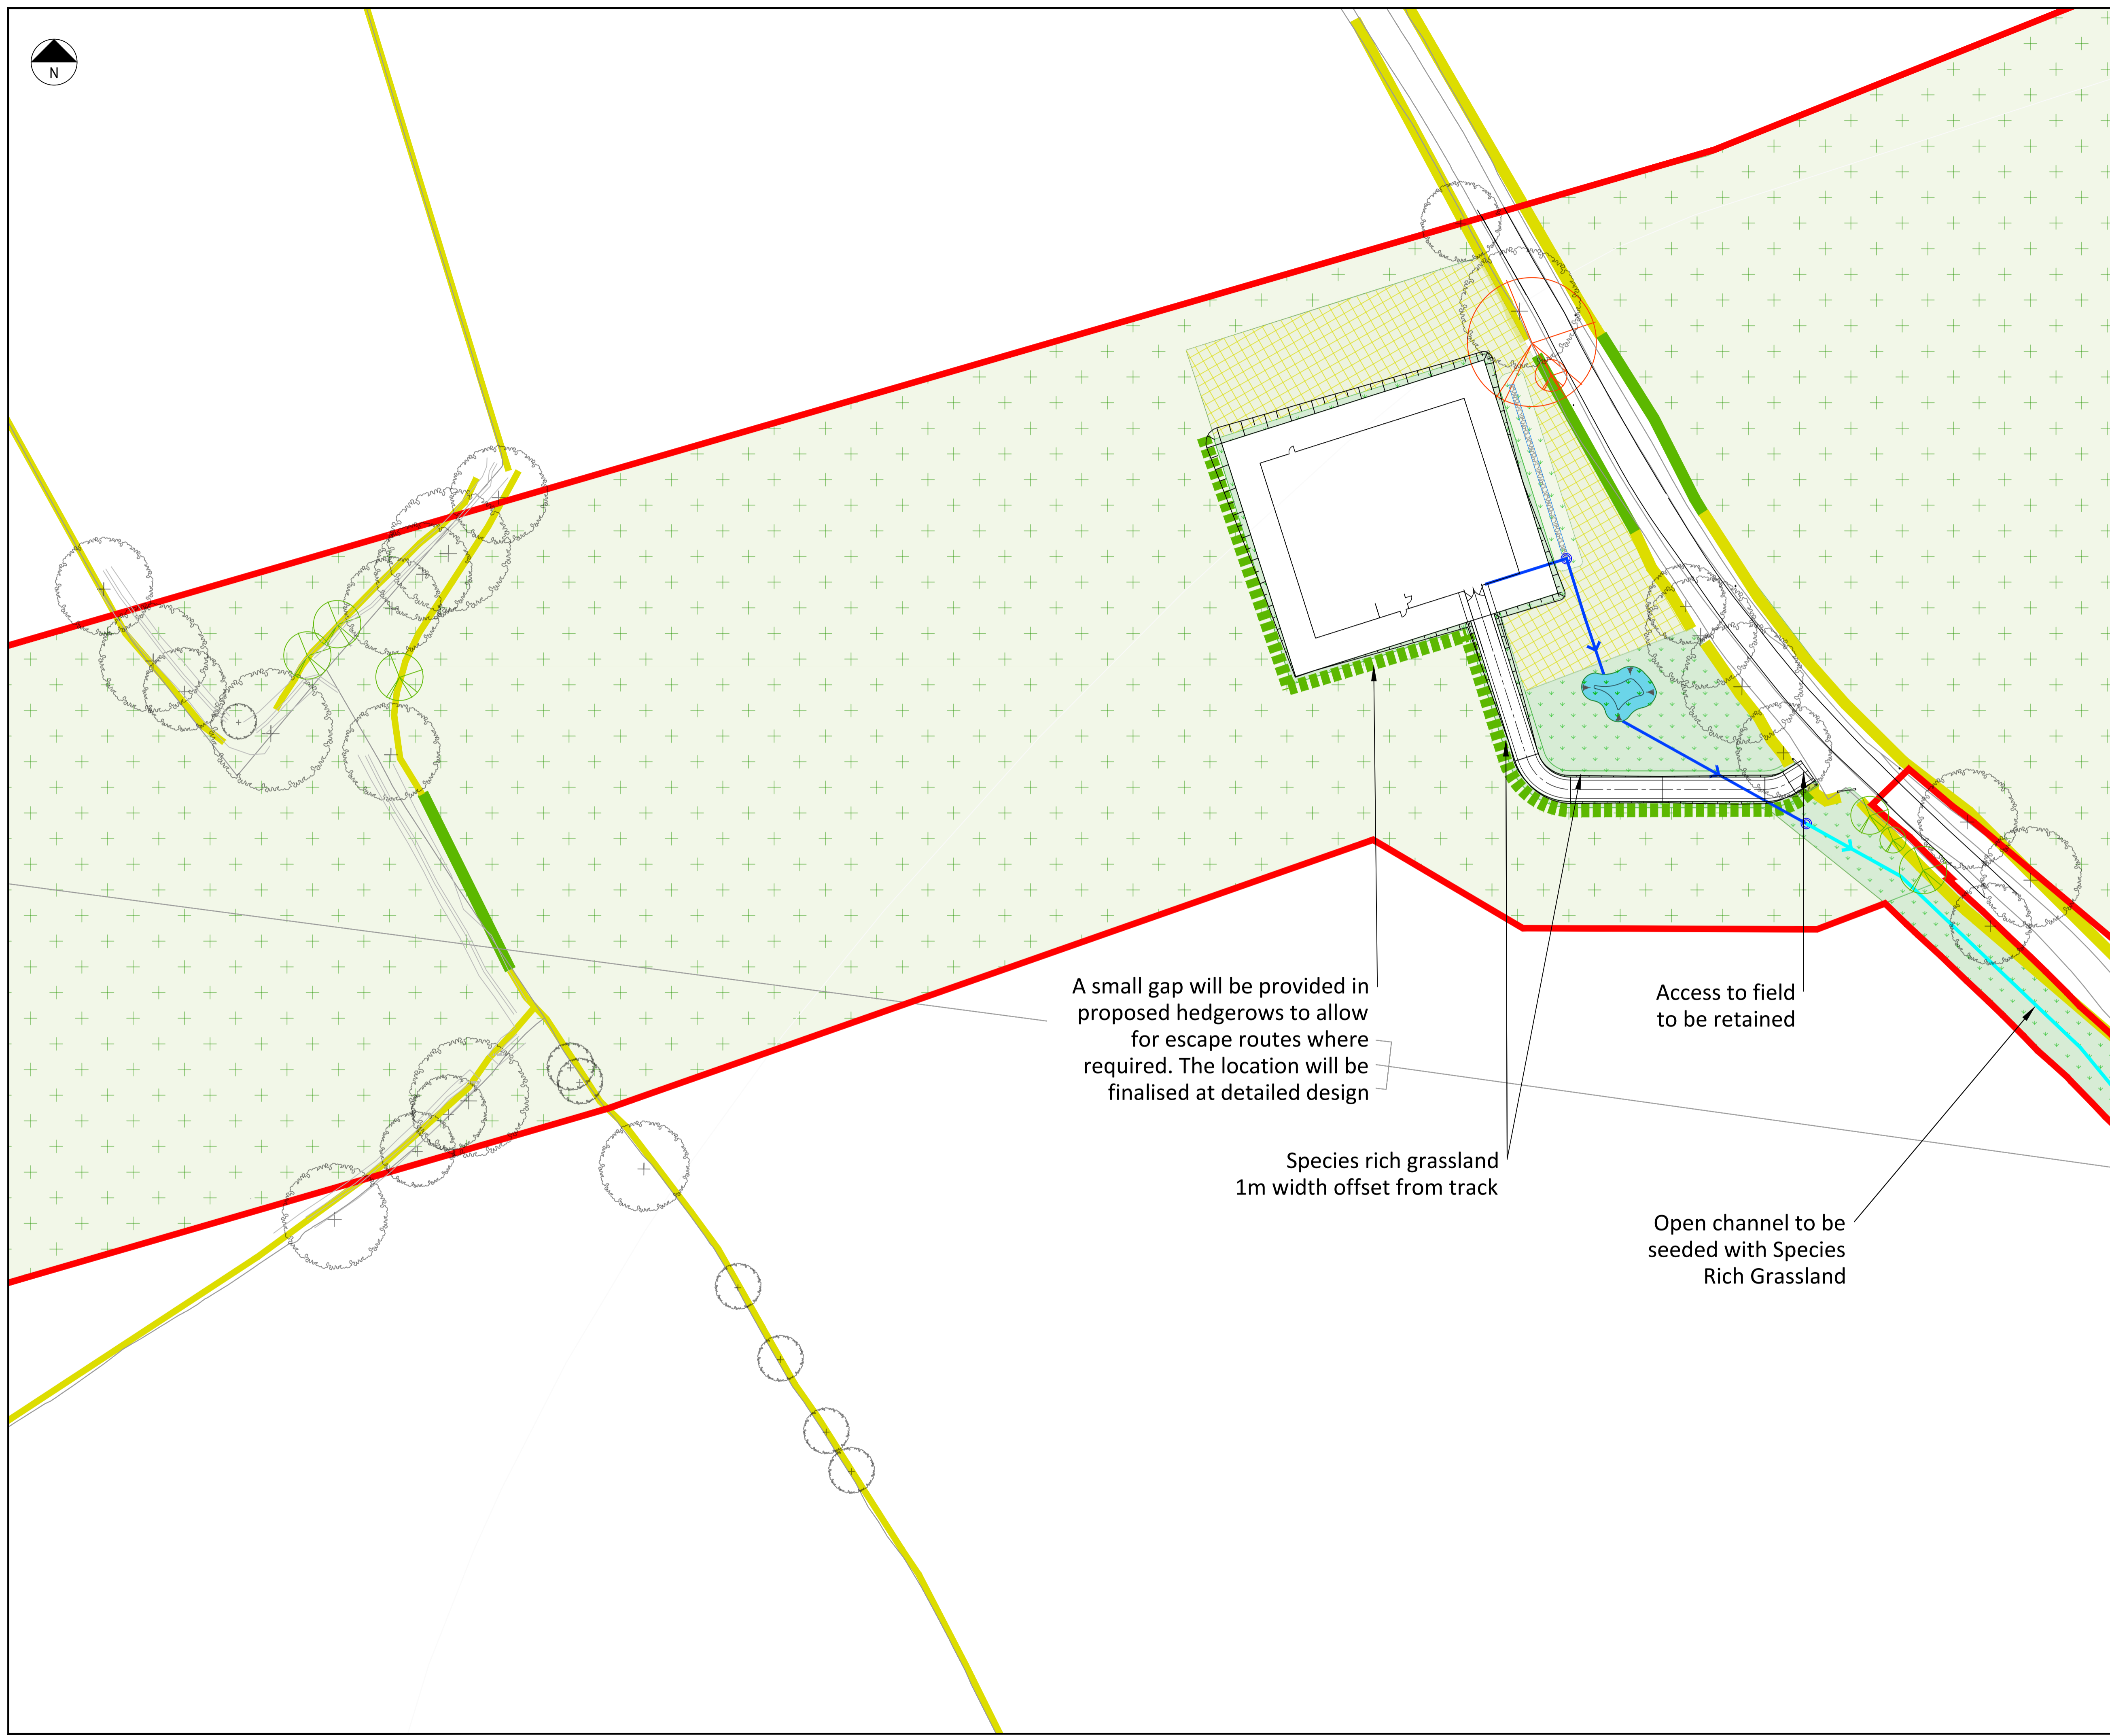 N
A small gap will be provided in
proposed hedgerows to allow
for escape routes where
required. The location will be
finalised at detailed design
Access to field
to be retained
Species rich grassland
1m width offset from track
Open channel to be
seeded with Species
Rich Grassland